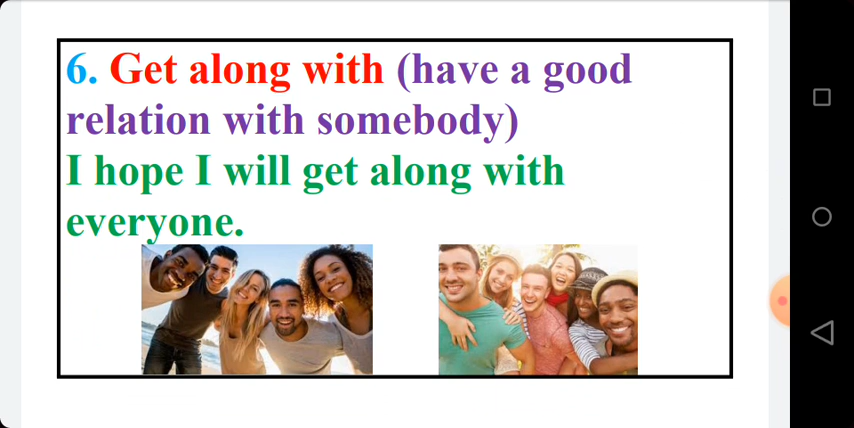 6. Get along with (have a good
relation with somebody)
I hope I will get along with
everyone.